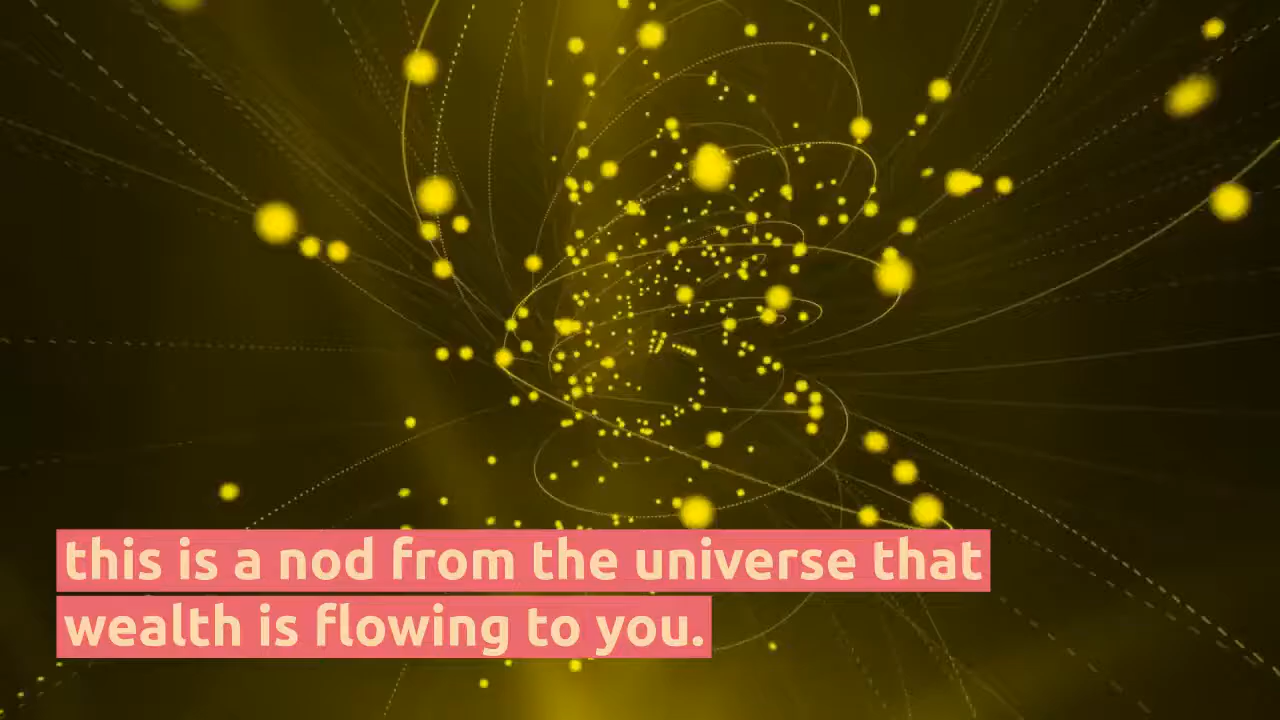 this is a nod from the universe that
wealth is flowing to you.